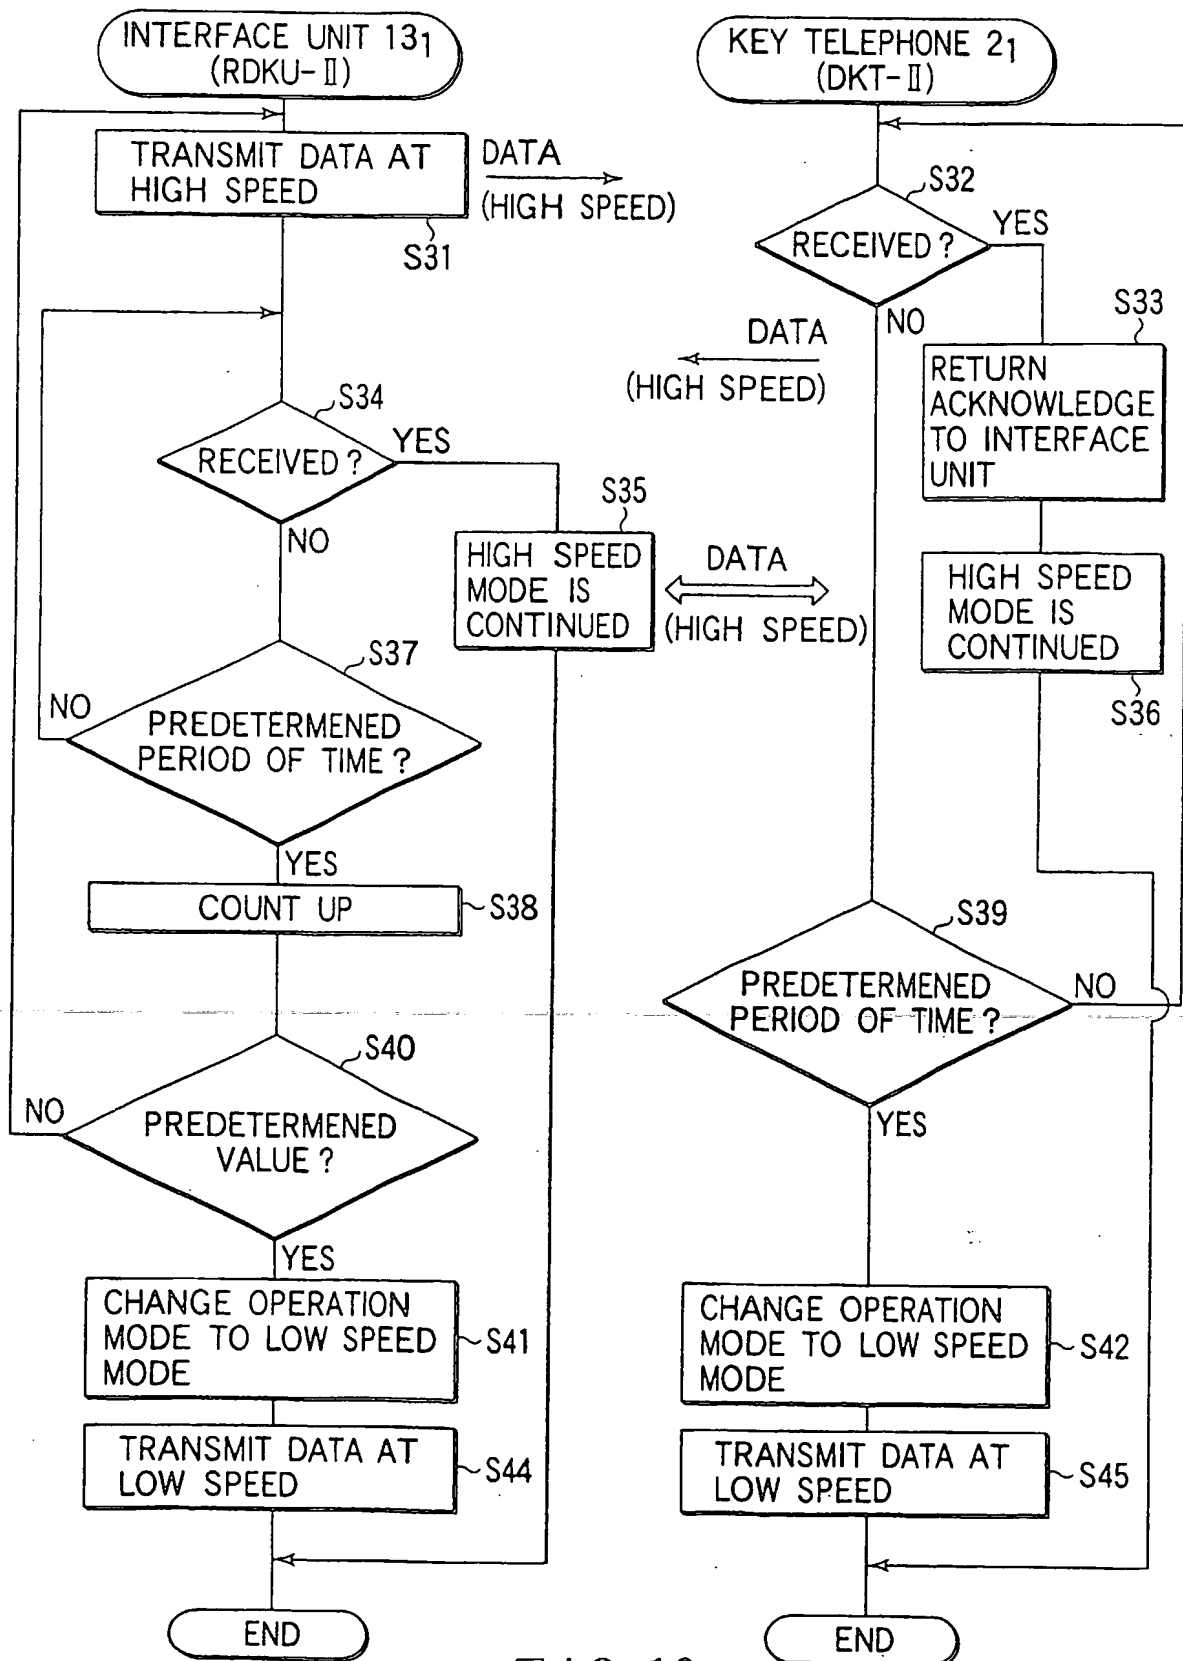 INTERFACE UNIT 13₁
(RDKU-II)
TRANSMIT DATA AT
HIGH SPEED
S31
DATA
(HIGH SPEED)
S34
RECEIVED?
YES
NO
S35
HIGH SPEED
MODE IS
CONTINUED
DATA
(HIGH SPEED)
S37
PREDETERMENED
PERIOD OF TIME?
NO
YES
COUNT UP
S38
S40
PREDETERMENED
VALUE?
NO
YES
CHANGE OPERATION
MODE TO LOW SPEED
MODE
S41
TRANSMIT DATA AT
LOW SPEED
S44
END
KEY TELEPHONE 2₁
(DKT-II)
S32
RECEIVED?
YES
NO
DATA
(HIGH SPEED)
S33
RETURN
ACKNOWLEDGE
TO INTERFACE
UNIT
HIGH SPEED
MODE IS
CONTINUED
S36
S39
PREDETERMENED
PERIOD OF TIME?
NO
YES
CHANGE OPERATION
MODE TO LOW SPEED
MODE
S42
TRANSMIT DATA AT
LOW SPEED
S45
END